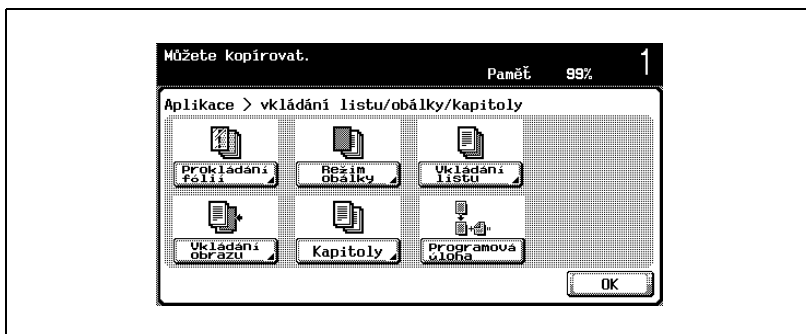 Můžete kopírovat.
Paměť 99% 1
Aplikace > vkládání listu/obálky/kapitoly
Prokládání
fólií
Režim
obálky
Vkládání
listu
Vkládání
obrazu
Kapitoly
Programová
úloha
OK